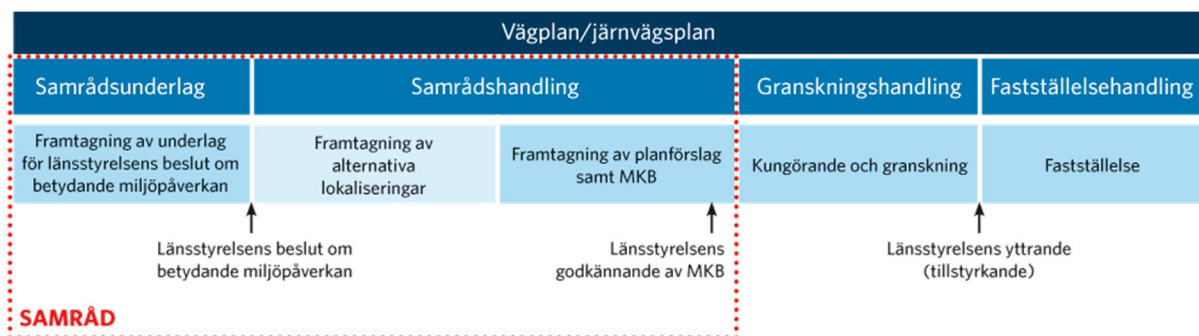 Vägplan/järnvägsplan
Samrådsunderlag
Samrådshandling
Granskningshandling
Fastställelsehandling
Framtagning av underlag
för länsstyrelsens beslut om
betydande miljöpåverkan
Framtagning av
alternativa
lokaliseringar
Framtagning av planförslag
samt MKB
Kungörande och granskning
Fastställelse
Länsstyrelsens beslut om
betydande miljöpåverkan
Länsstyrelsens
godkännande av MKB
Länsstyrelsens yttrande
(tillstyrkande)
SAMRÅD